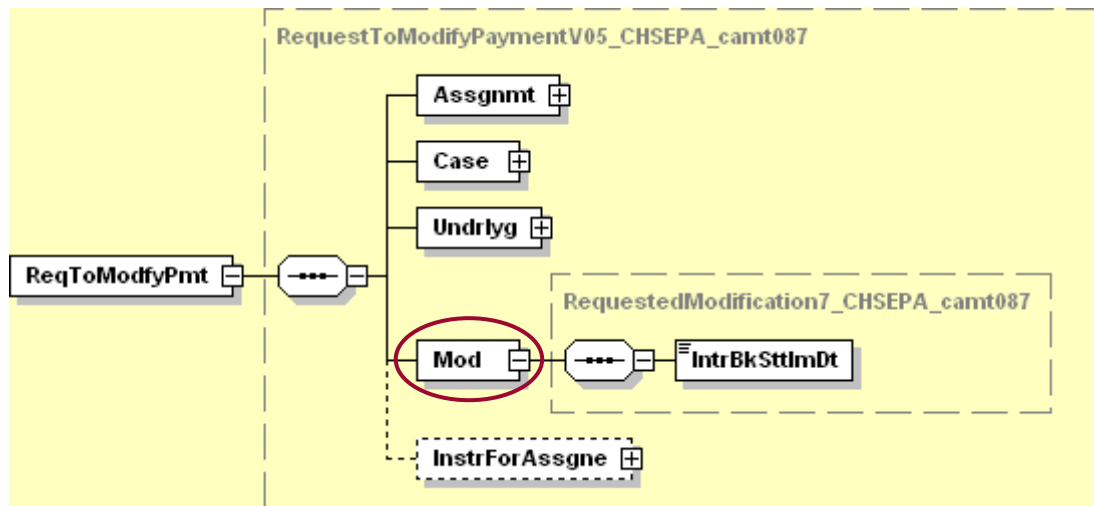 RequestToModifyPaymentV05_CHSEPA_camt087
Assgnmt
Case
Undrlyg
ReqToModfyPmt
RequestedModification7_CHSEPA_camt087
Mod
IntrBkSttlmDt
InstrForAssgne